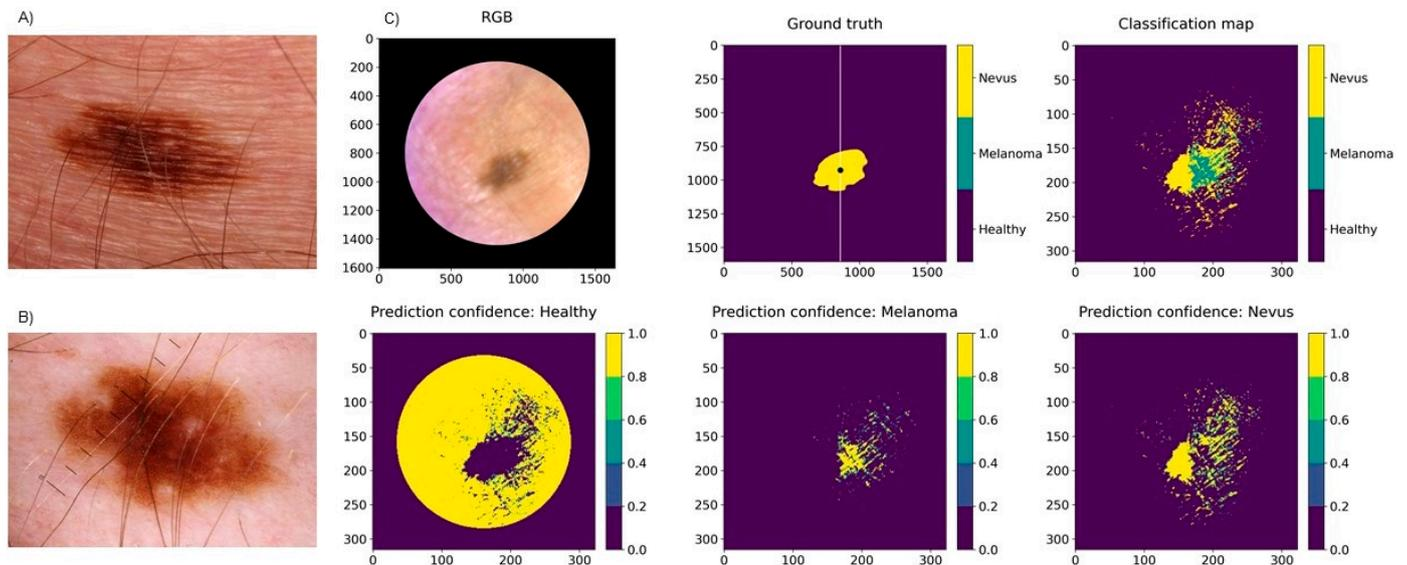 A)
C)
RGB
0
200
400
600
800
1000
1200
1400
1600
0 500 1000 1500
Ground truth
0
250
500
750
1000
1250
1500
0 500 1000 1500
Nevus
Melanoma
Healthy
Classification map
0
50
100
150
200
250
300
0 100 200 300
Nevus
Melanoma
Healthy
B)
Prediction confidence: Healthy
0
50
100
150
200
250
300
0 100 200 300
1.0
0.8
0.6
0.4
0.2
0.0
Prediction confidence: Melanoma
0
50
100
150
200
250
300
0 100 200 300
1.0
0.8
0.6
0.4
0.2
0.0
Prediction confidence: Nevus
0
50
100
150
200
250
300
0 100 200 300
1.0
0.8
0.6
0.4
0.2
0.0